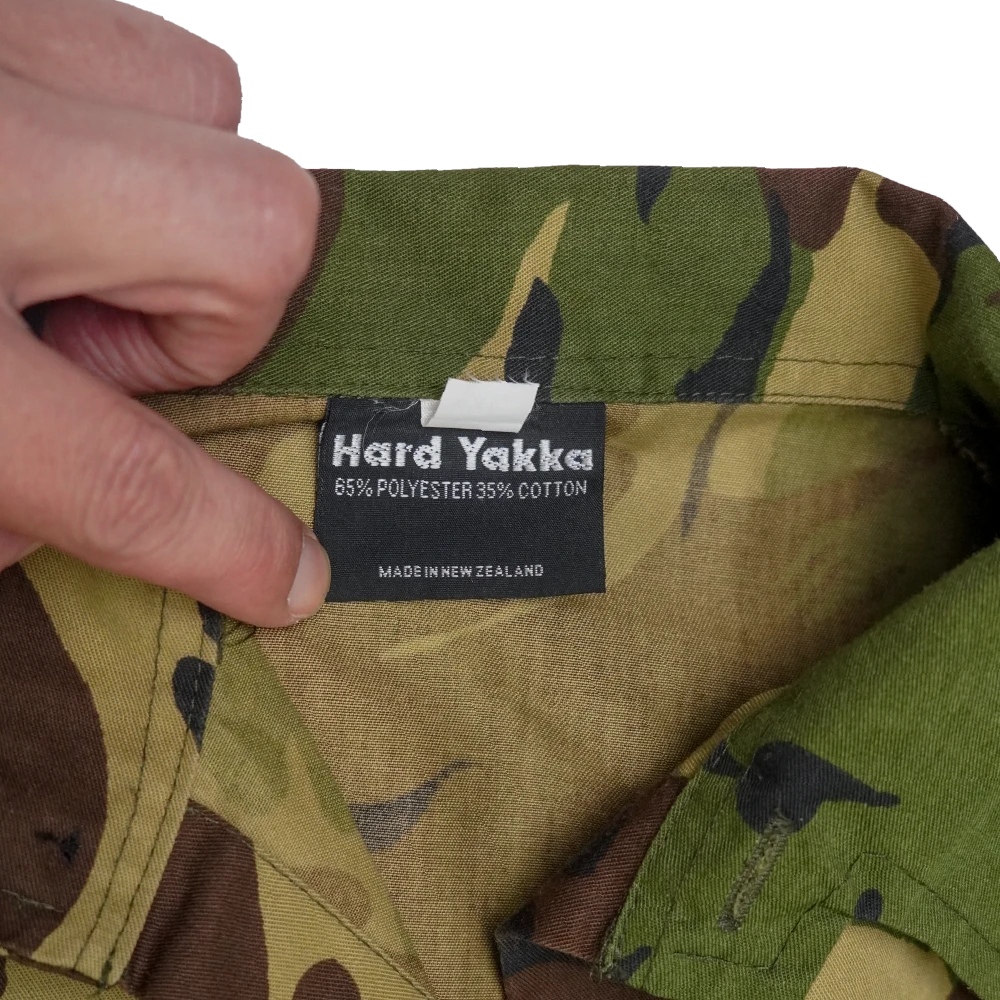 Hard Yakka
65% POLYESTER 35% COTTON
MADE IN NEW ZEALAND